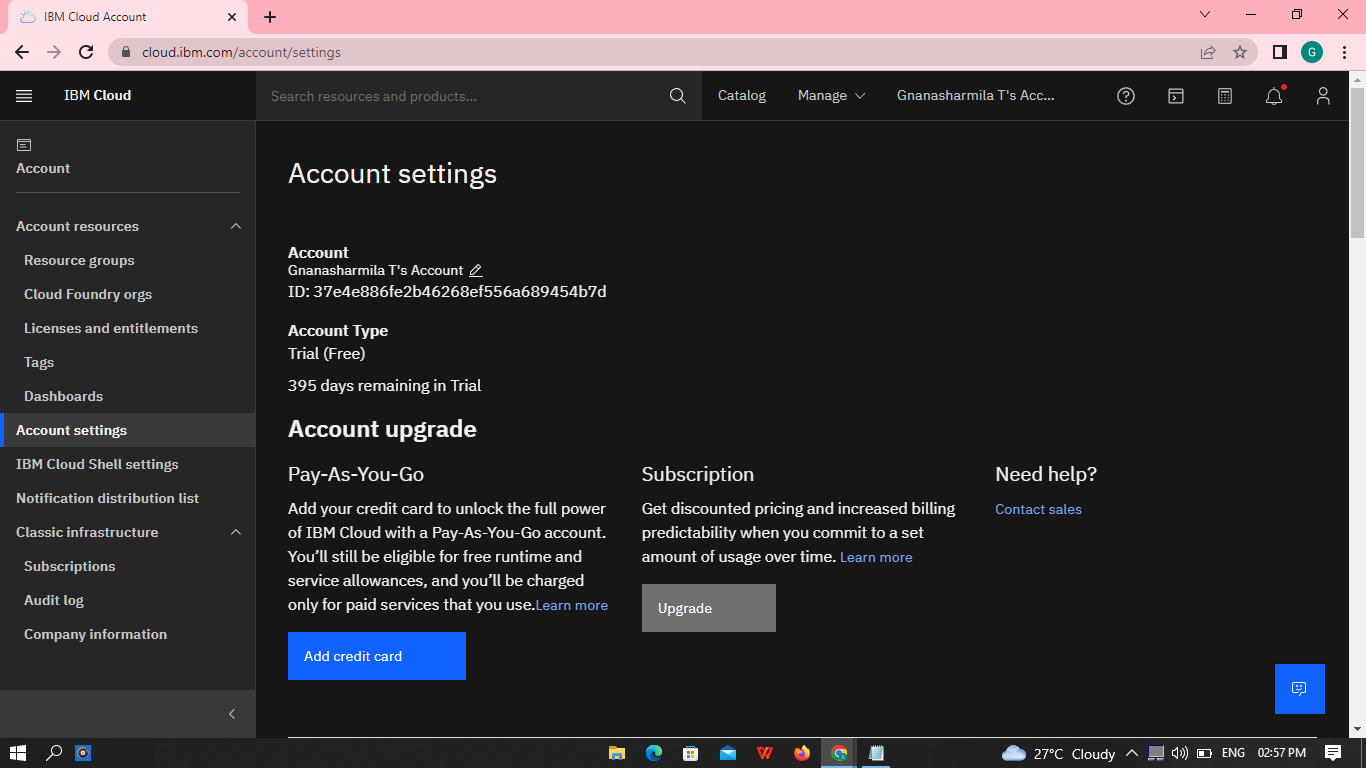 IBM Cloud Account
cloud.ibm.com/account/settings
G
IBM Cloud
Search resources and products...
Catalog
Manage
Gnanasharmila T's Acc...
Account
Account resources
Resource groups
Cloud Foundry orgs
Licenses and entitlements
Tags
Dashboards
Account settings
IBM Cloud Shell settings
Notification distribution list
Classic infrastructure
Subscriptions
Audit log
Company information
Account settings
Account
Gnanasharmila T's Account
ID: 37e4e886fe2b46268ef556a689454b7d
Account Type
Trial (Free)
395 days remaining in Trial
Account upgrade
Pay-As-You-Go
Add your credit card to unlock the full power
of IBM Cloud with a Pay-As-You-Go account.
You’ll still be eligible for free runtime and
service allowances, and you’ll be charged
only for paid services that you use.Learn more
Add credit card
Subscription
Get discounted pricing and increased billing
predictability when you commit to a set
amount of usage over time. Learn more
Upgrade
Need help?
Contact sales
27°C Cloudy
ENG
02:57 PM